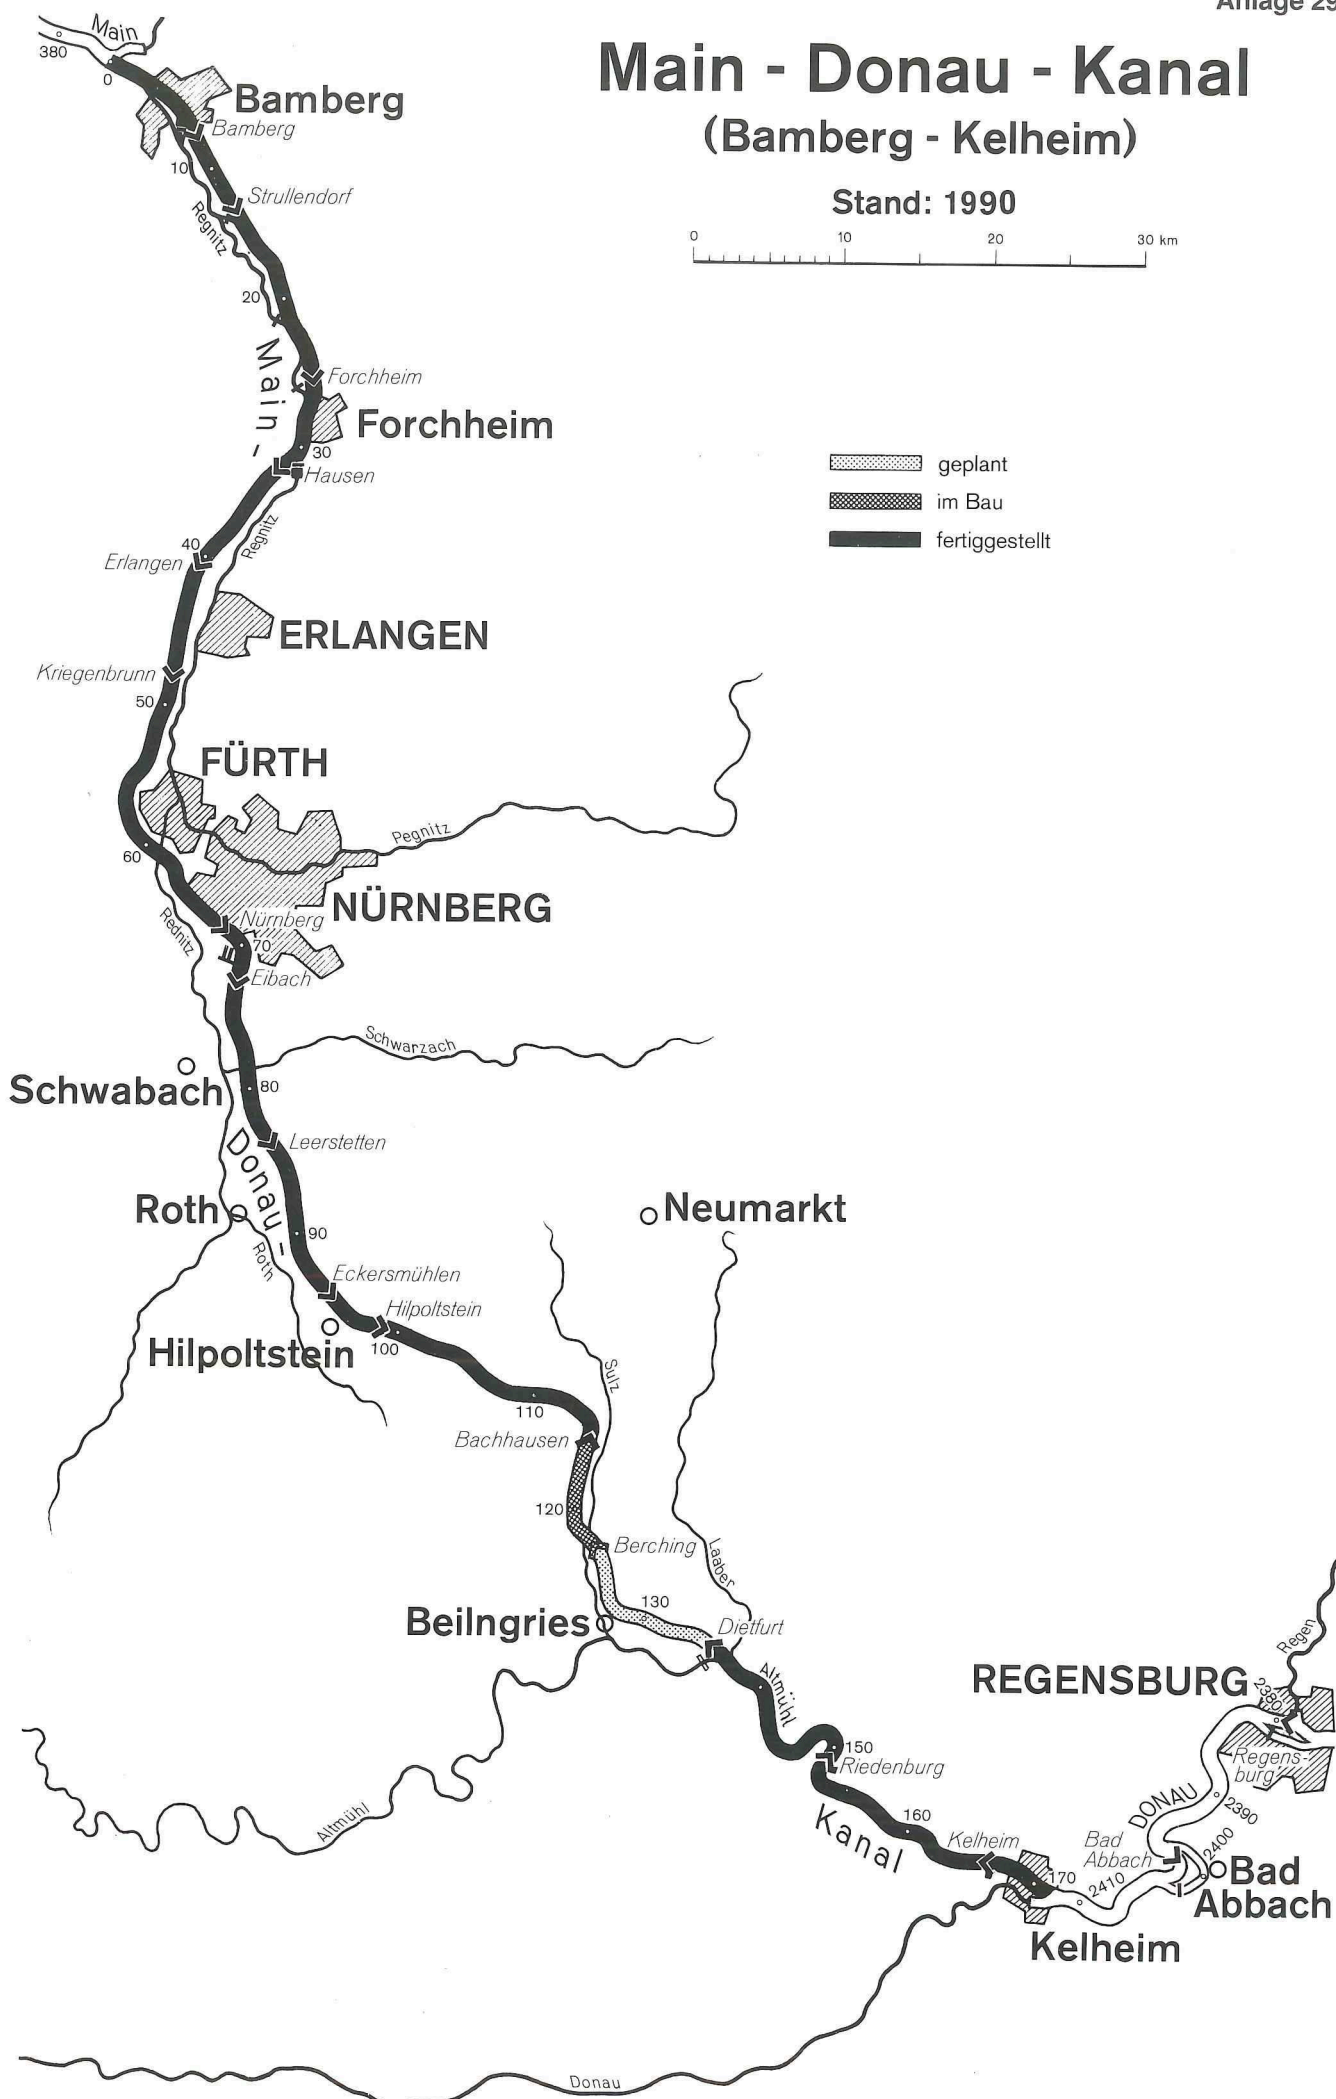 Anlage 29
Main - Donau - Kanal
(Bamberg - Kelheim)
Stand: 1990
0 10 20 30 km
geplant
im Bau
fertiggestellt
Main
380
0
Bamberg
Bamberg
10
Strullendorf
Regnitz
20
Main-
Forchheim
Forchheim
30
Hausen
Regnitz
40
Erlangen
ERLANGEN
Kriegenbrunn
50
FÜRTH
Pegnitz
60
NÜRNBERG
Nürnberg
Rednitz
70
Eibach
Schwarzach
Schwabach
80
Donau-
Leerstetten
Roth
Neumarkt
90
Roth
Eckersmühlen
Hilpoltstein
Hilpoltstein
100
Sulz
110
Bachhausen
120
Berching
Laaber
130
Beilngries
Dietfurt
Altmühl
Regen
REGENSBURG
2380
150
Riedenburg
Regens-
burg
Altmühl
DONAU
2390
160
Kanal
Kelheim
Bad
Abbach
2400
170
2410
Bad
Abbach
Kelheim
Donau